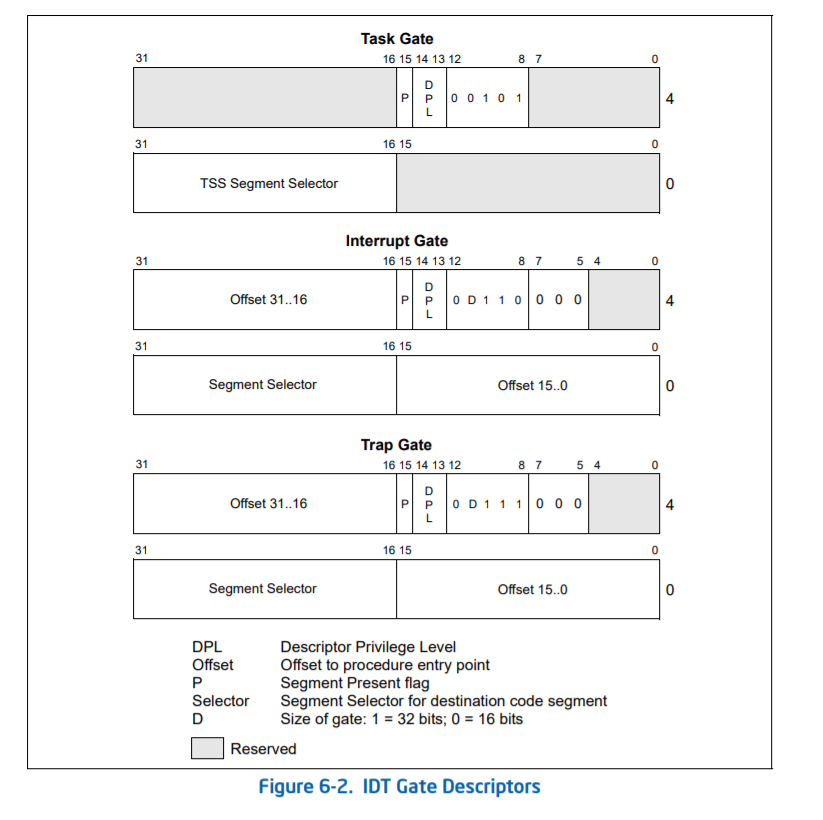 Task Gate
31 16 15 14 13 12 8 7 0
P D P L 0 0 1 0 1 4
31 16 15 0
TSS Segment Selector 0
Interrupt Gate
31 16 15 14 13 12 8 7 5 4 0
Offset 31..16 P D P L 0 D 1 1 0 0 0 0 4
31 16 15 0
Segment Selector Offset 15..0 0
Trap Gate
31 16 15 14 13 12 8 7 5 4 0
Offset 31..16 P D P L 0 D 1 1 1 0 0 0 4
31 16 15 0
Segment Selector Offset 15..0 0
DPL Descriptor Privilege Level
Offset Offset to procedure entry point
P Segment Present flag
Selector Segment Selector for destination code segment
D Size of gate: 1 = 32 bits; 0 = 16 bits
Reserved
Figure 6-2. IDT Gate Descriptors